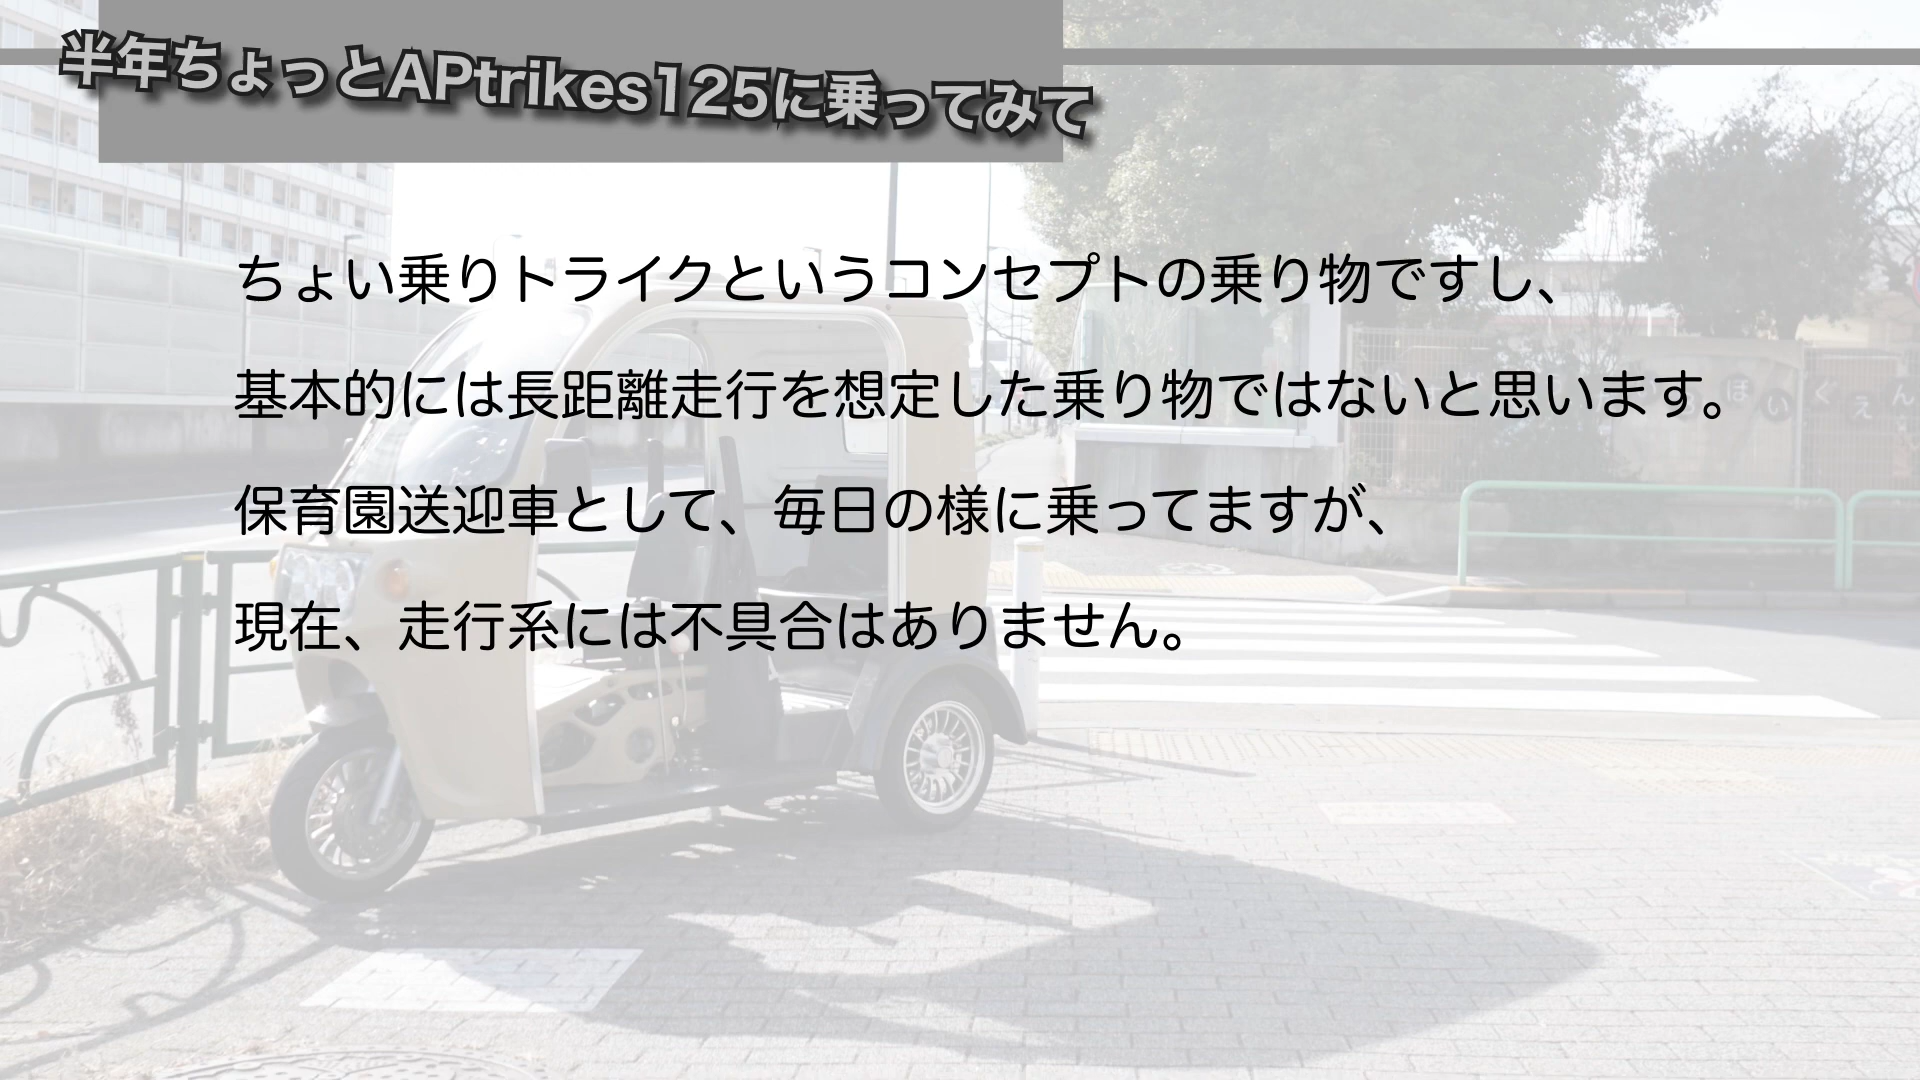 半年ちょっとAPtrikes125に乗ってみて
ちょい乗りトライクというコンセプトの乗り物ですし、
基本的には長距離走行を想定した乗り物ではないと思います。
保育園送迎車として、毎日の様に乗ってますが、
現在、走行系には不具合はありません。